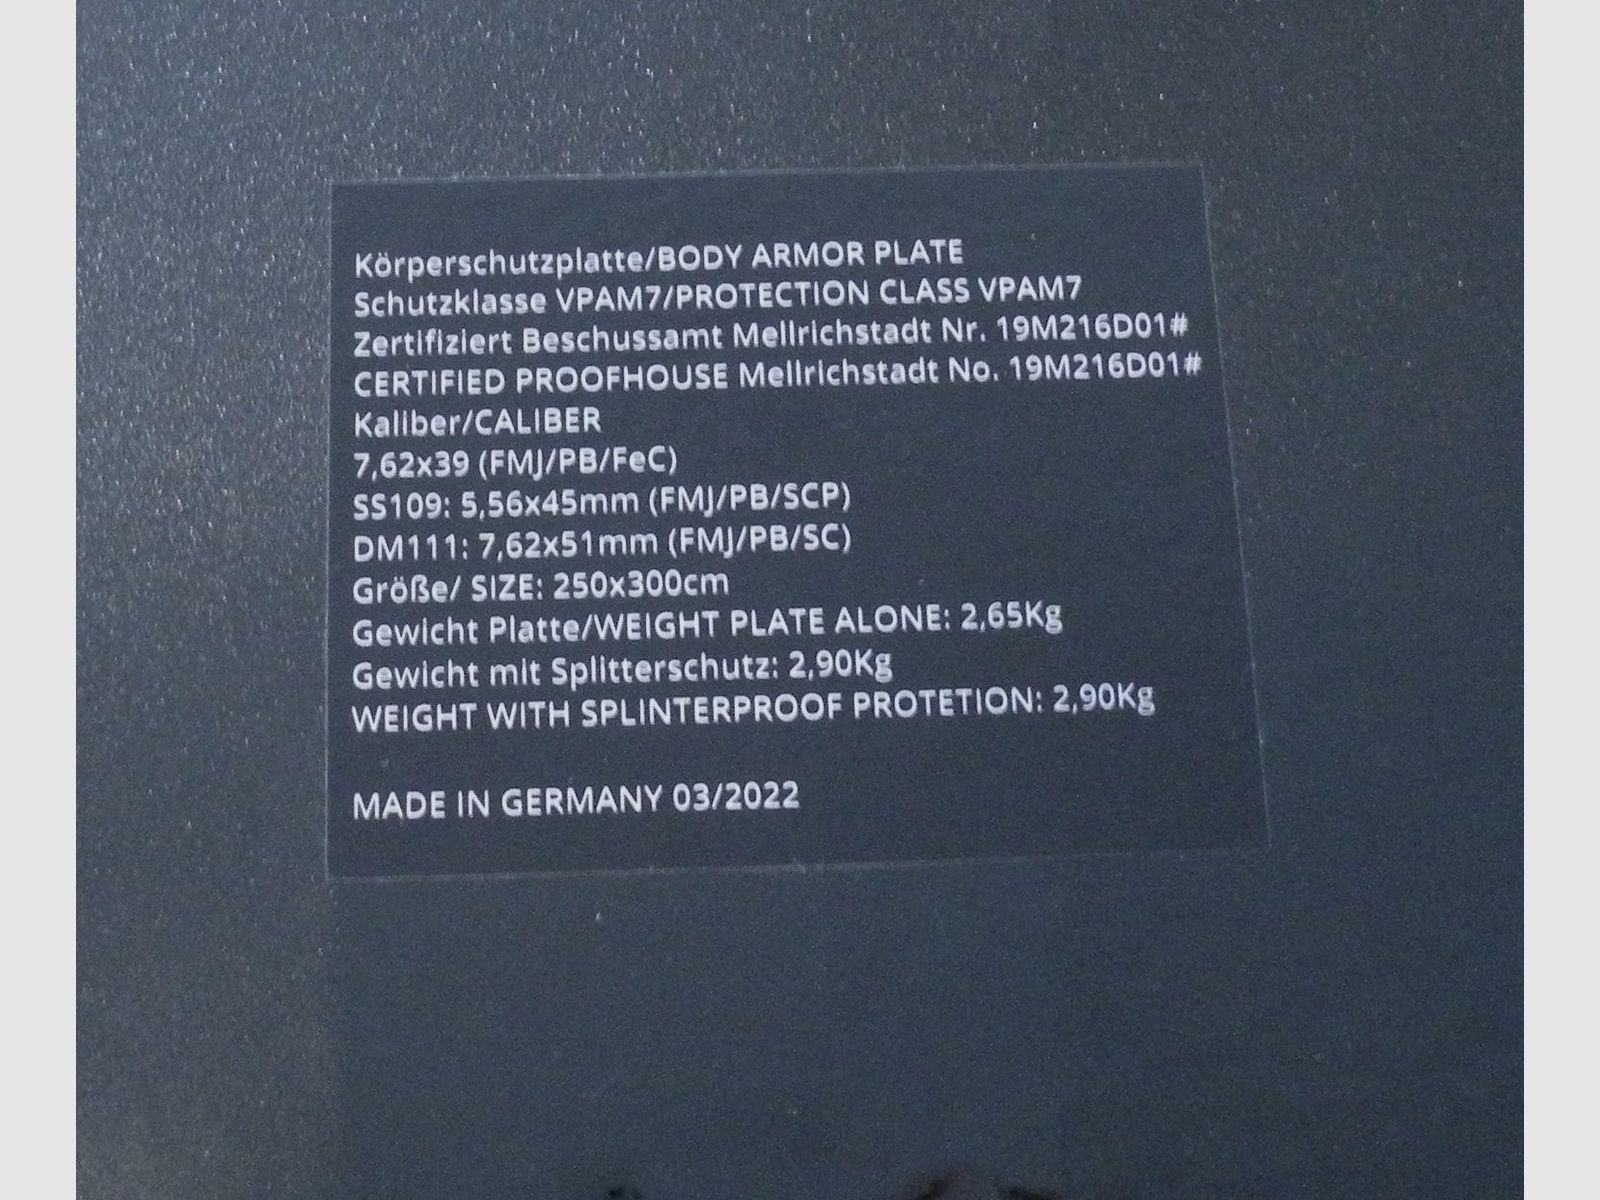 Körperschutzplatte/BODY ARMOR PLATE
Schutzklasse VPAM7/PROTECTION CLASS VPAM7
Zertifiziert Beschussamt Mellrichstadt Nr. 19M216D01#
CERTIFIED PROOFHOUSE Mellrichstadt No. 19M216D01#
Kaliber/CALIBER
7,62x39 (FMJ/PB/FeC)
SS109: 5,56x45mm (FMJ/PB/SCP)
DM111: 7,62x51mm (FMJ/PB/SC)
Größe/ SIZE: 250x300cm
Gewicht Platte/WEIGHT PLATE ALONE: 2,65Kg
Gewicht mit Splitterschutz: 2,90Kg
WEIGHT WITH SPLINTERPROOF PROTETION: 2,90Kg
MADE IN GERMANY 03/2022